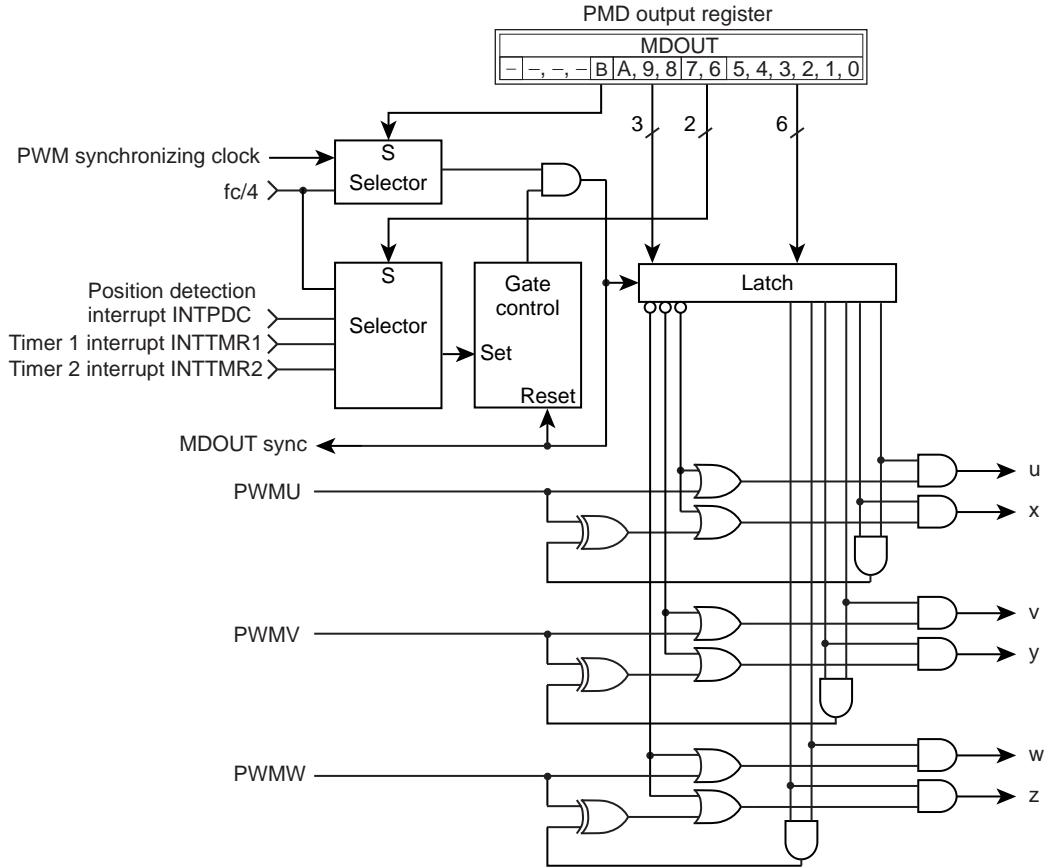 PMD output register
MDOUT
– –, –, – B A, 9, 8 7, 6 5, 4, 3, 2, 1, 0
3 2 6
PWM synchronizing clock
S
Selector
fc/4
S
Selector
Gate
control
Set
Reset
Latch
Position detection
interrupt INTPDC
Timer 1 interrupt INTTMR1
Timer 2 interrupt INTTMR2
MDOUT sync
PWMU
u
x
PWMV
v
y
PWMW
w
z